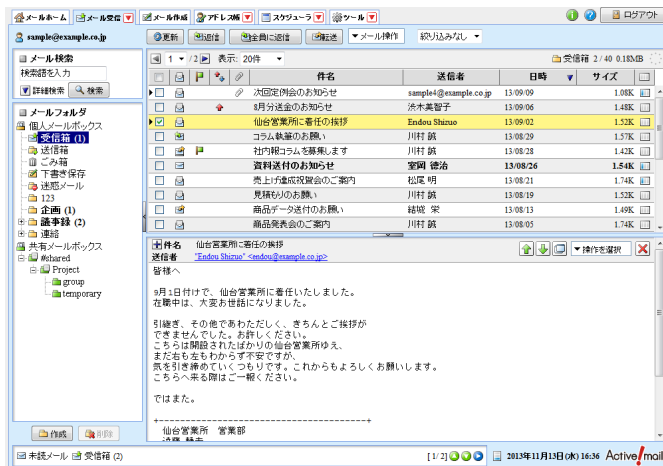 メールホーム メール受信 メール作成 アドレス帳 スケジューラ ツール ログアウト
sample@example.co.jp 更新 返信 全員に返信 転送 メール操作 絞り込みなし
メール検索
検索語を入力
詳細検索 検索
メールフォルダ
個人メールボックス
受信箱 (1)
送信箱
ごみ箱
下書き保存
迷惑メール
123
企画 (1)
議事録 (2)
連絡
共有メールボックス
#shared
Project
group
temporary
作成 削除
1 /2 表示: 20件 受信箱 2 / 40 0.18MB
件名 送信者 日時 サイズ
次回定例会のお知らせ sample4@example.co.jp 13/09/09 1.08K
8月分送金のお知らせ 渋木美智子 13/09/06 1.48K
仙台営業所に着任の挨拶 Endou Shizuo 13/09/02 1.52K
コラム執筆のお願い 川村 誠 13/08/29 1.57K
社内報コラムを募集します 川村 誠 13/08/28 1.42K
資料送付のお知らせ 室岡 徳治 13/08/26 1.54K
売上げ達成祝賀会のご案内 松尾 明 13/08/21 1.74K
見積もりのお願い 川村 誠 13/08/19 1.52K
商品データ送付のお願い 結城 栄 13/08/13 1.49K
商品発表会のご案内 川村 誠 13/08/05 1.74K
件名 仙台営業所に着任の挨拶
送信者 "Endou Shizuo" <endou@example.co.jp>
操作を選択
皆様へ
9月1日付けで、仙台営業所に着任いたしました。
在職中は、大変お世話になりました。
引継ぎ、その他であわただしく、きちんとご挨拶が
できませんでした。お許しください。
こちらは開設されたばかりの仙台営業所ゆえ、
まだ右も左もわからず不安ですが、
気を引き締めていくつもりです。これからもよろしくお願いします。
こちらへ来る際はご一報ください。
ではまた。
+----------------------------------------+
仙台営業所 営業部
未読メール 受信箱 (2) [1/2] 2013年11月13日(水) 16:36 Active!mail